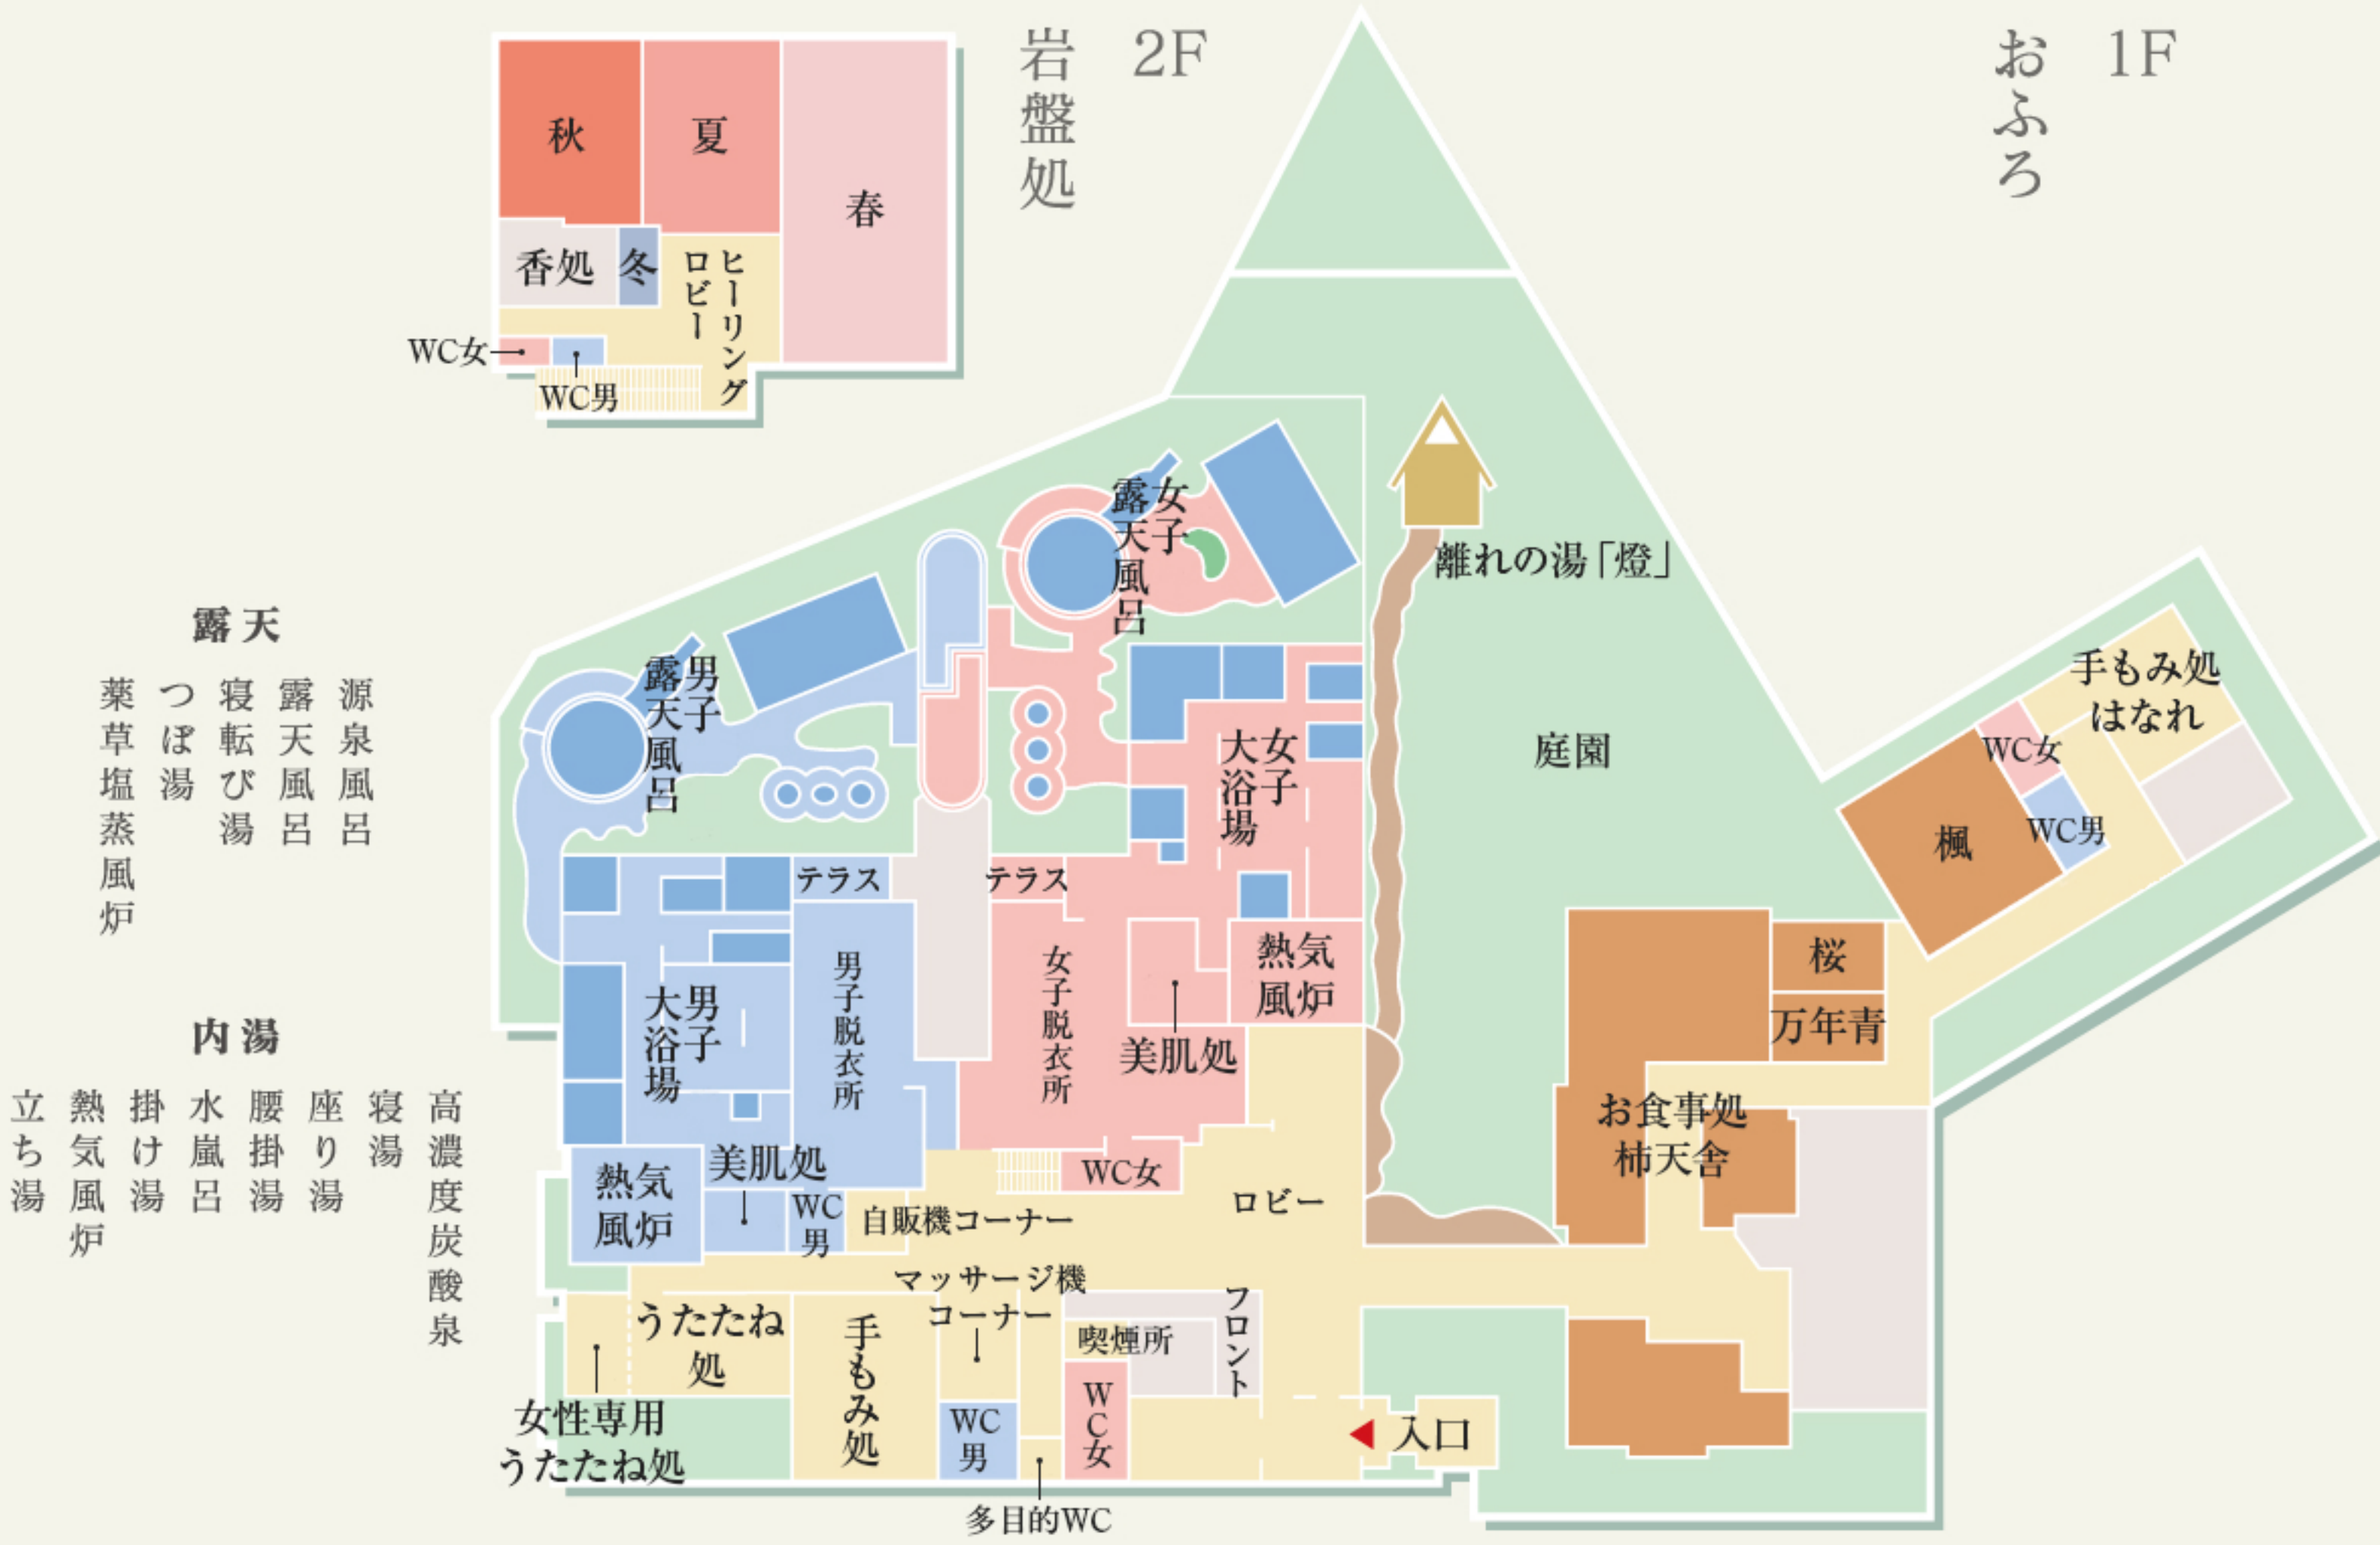 1F
おふろ
2F
岩盤処
秋
夏
春
香処
冬
ヒーリング
ロビー
WC女
WC男
女子
露天風呂
離れの湯「燈」
男子
露天風呂
女子
大浴場
庭園
手もみ処
はなれ
WC女
WC男
楓
桜
万年青
お食事処
柿天舎
テラス
テラス
熱気
風炉
美肌処
女子脱衣所
男子脱衣所
男子
大浴場
熱気
風炉
美肌処
WC
男
WC女
自販機コーナー
ロビー
マッサージ機
コーナー
フロント
喫煙所
うたたね
処
手もみ処
女性専用
うたたね処
WC
男
WC女
多目的WC
入口
露天
源泉風呂
露天風呂
寝転び湯
つぼ湯
薬草塩蒸風炉
内湯
高濃度炭酸泉
寝湯
座り湯
腰掛湯
水嵐呂
掛け湯
熱気風炉
立ち湯